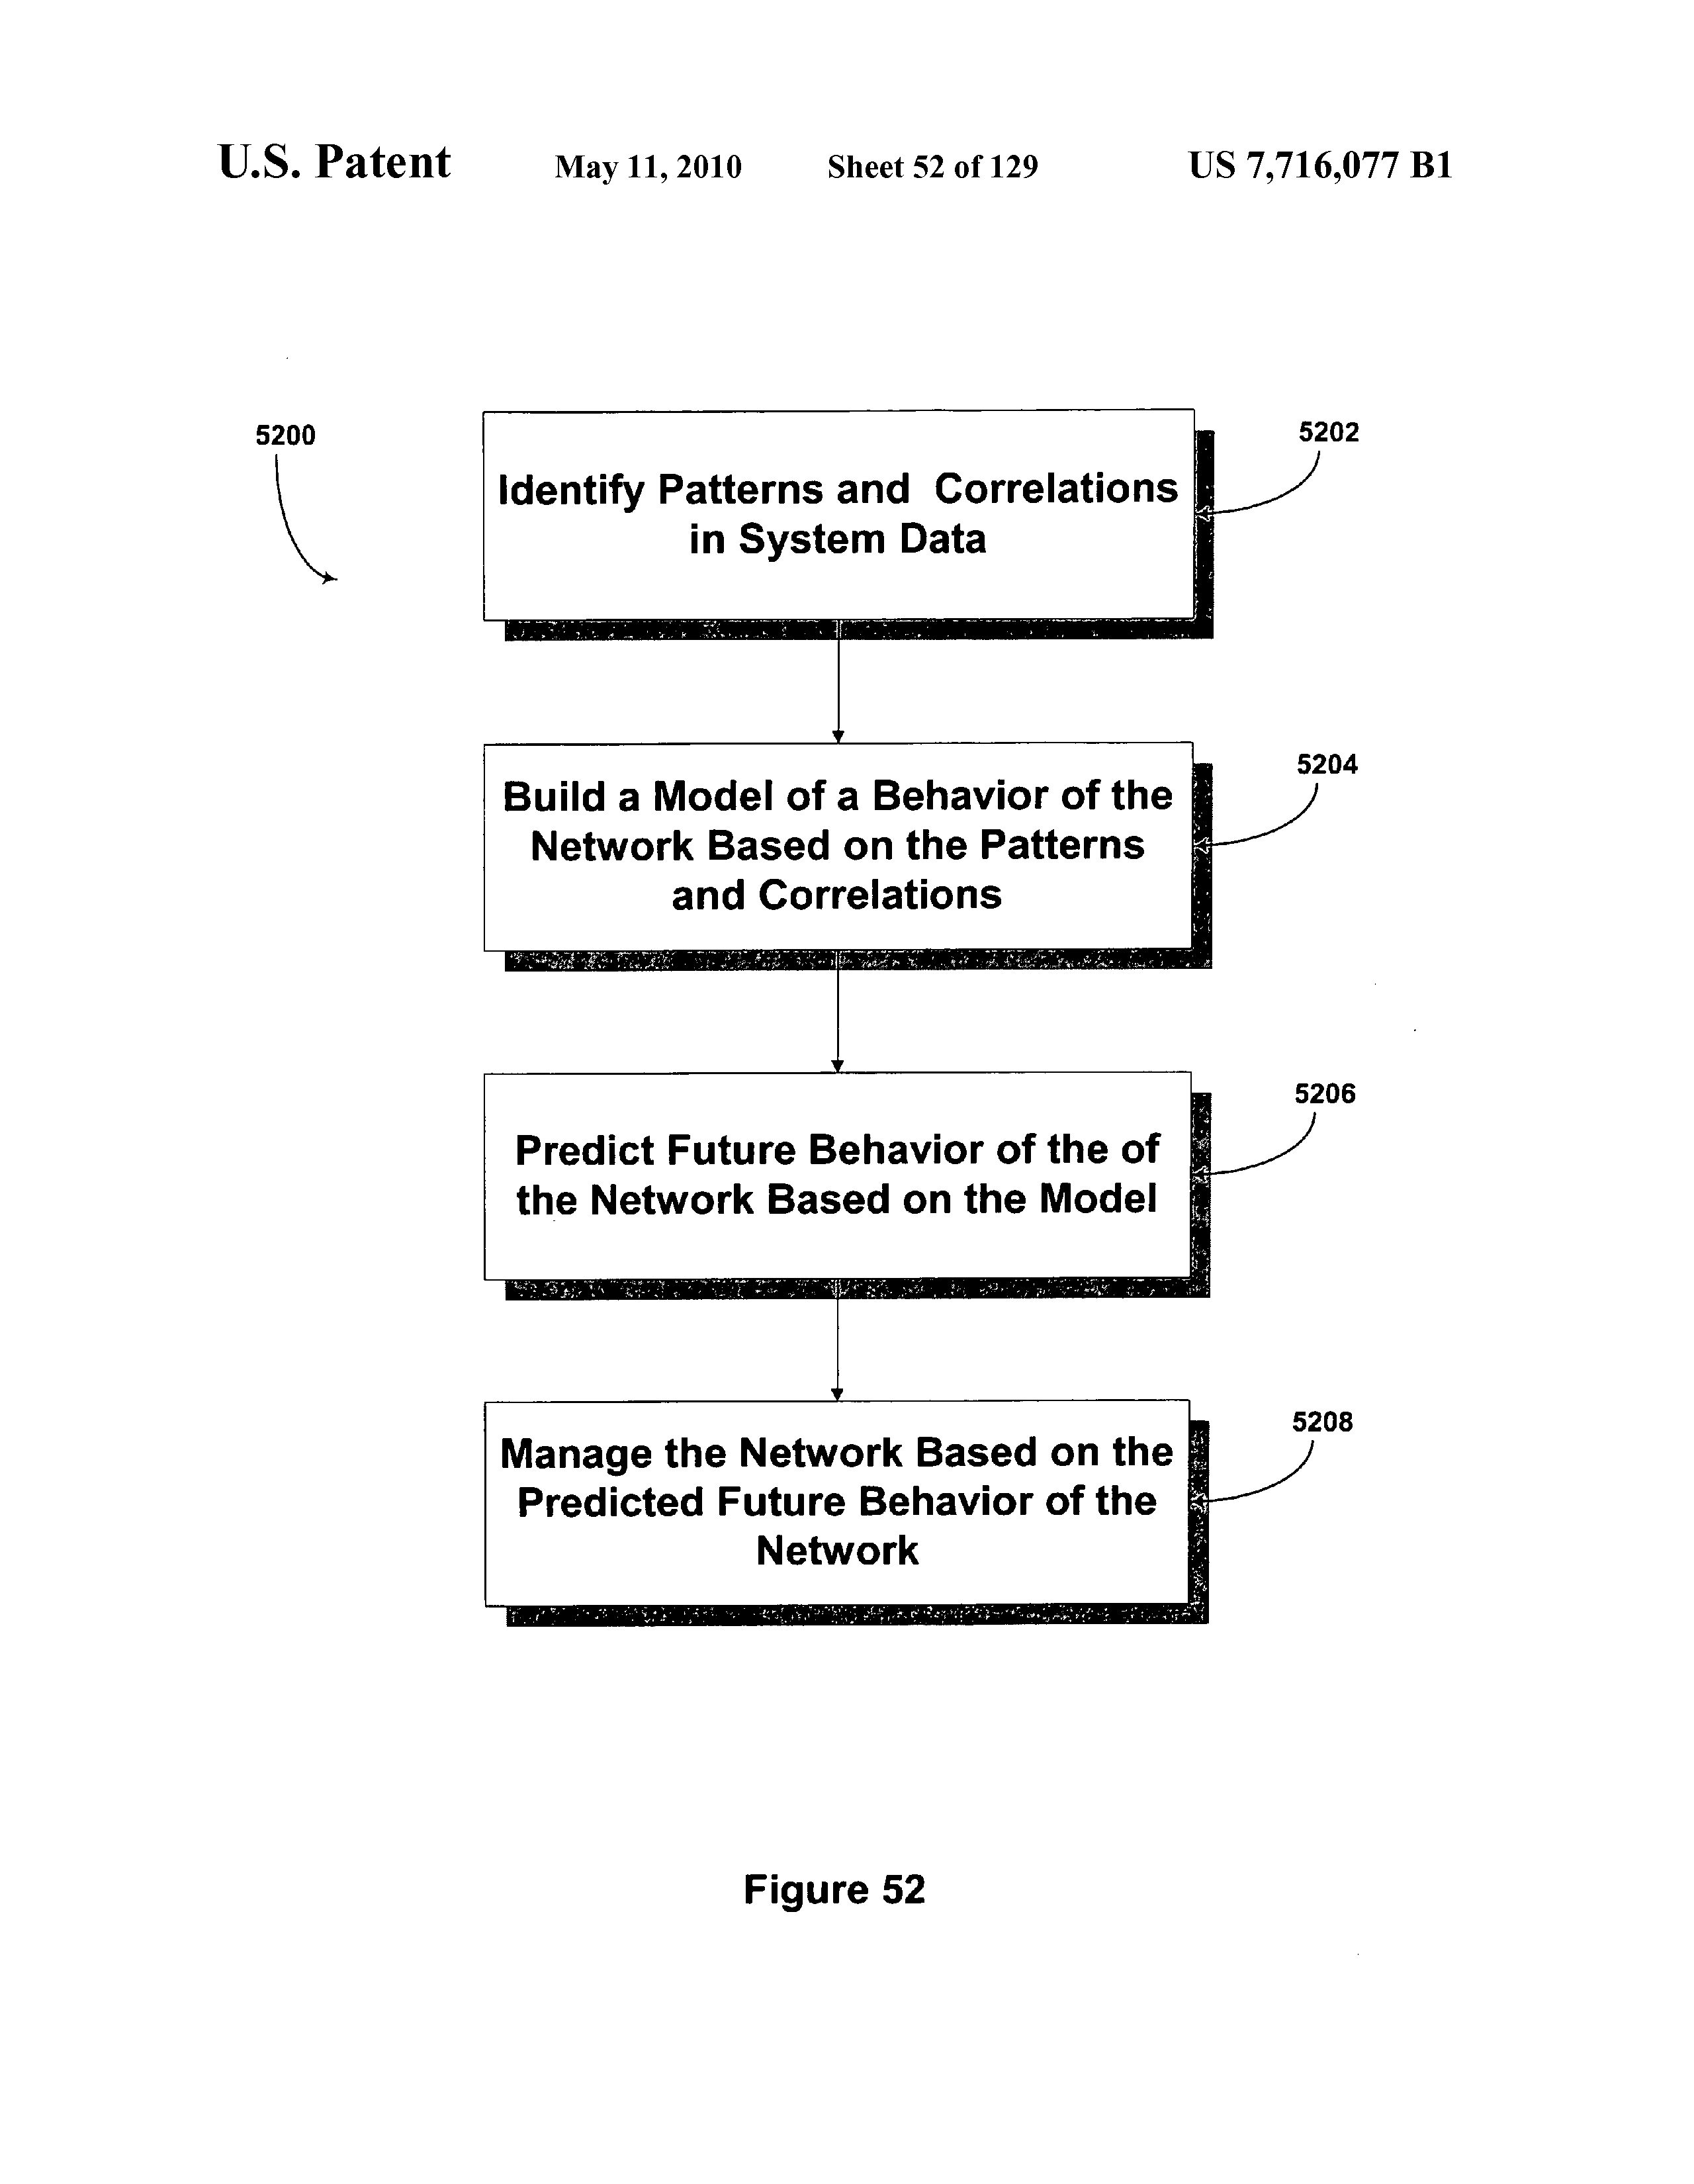 U.S. Patent May 11, 2010 Sheet 52 of 129 US 7,716,077 B1
5200
5202
Identify Patterns and Correlations
in System Data
5204
Build a Model of a Behavior of the
Network Based on the Patterns
and Correlations
5206
Predict Future Behavior of the of
the Network Based on the Model
5208
Manage the Network Based on the
Predicted Future Behavior of the
Network
Figure 52